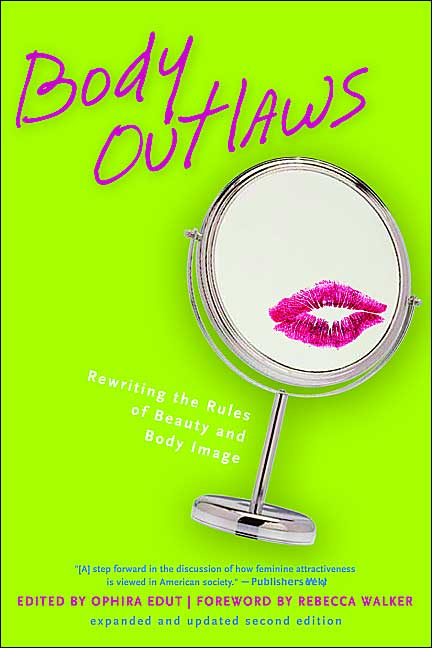 Body
OUTLAWS
Rewriting the Rules
of Beauty and
Body Image
"[A] step forward in the discussion of how feminine attractiveness
is viewed in American society." —Publishers
EDITED BY OPHIRA EDUT | FOREWORD BY REBECCA WALKER
expanded and updated second edition